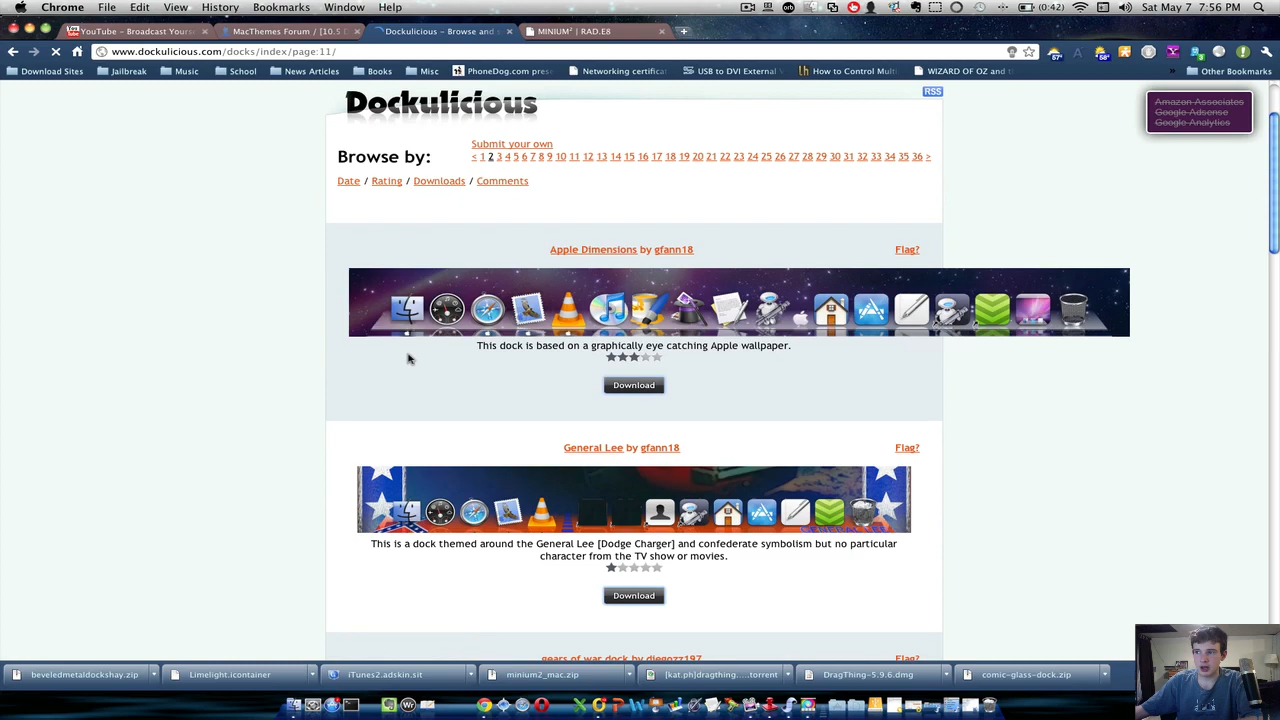 Chrome File Edit View History Bookmarks Window Help (0:42) Sat May 7 7:56 PM
YouTube - Broadcast Yourse MacThemes Forum / [10.5 Dockulicious - Browse and s MINIUM² | RAD.E8
www.dockulicious.com/docks/index/page:11/
Download Sites Jailbreak Music School News Articles Books Misc PhoneDog.com prese Networking certifica USB to DVI External How to Control Mult WIZARD OF OZ and » Other Bookmarks
Dockulicious
RSS
Amazon Associates
Google Adsense
Google Analytics
Submit your own
Browse by:
< 1 2 3 4 5 6 7 8 9 10 11 12 13 14 15 16 17 18 19 20 21 22 23 24 25 26 27 28 29 30 31 32 33 34 35 36 >
Date / Rating / Downloads / Comments
Apple Dimensions by gfann18
Flag?
This dock is based on a graphically eye catching Apple wallpaper.
Download
General Lee by gfann18
Flag?
This is a dock themed around the General Lee [Dodge Charger] and confederate symbolism but no particular
character from the TV show or movies.
Download
gears of war dock by diegozz197
Flag?
beveledmetaldockshay.zip Limelight.icontainer iTunes2.adskin.sit minium2_mac.zip [kat.ph]dragthing.....torrent DragThing-5.9.6.dmg comic-glass-dock.zip